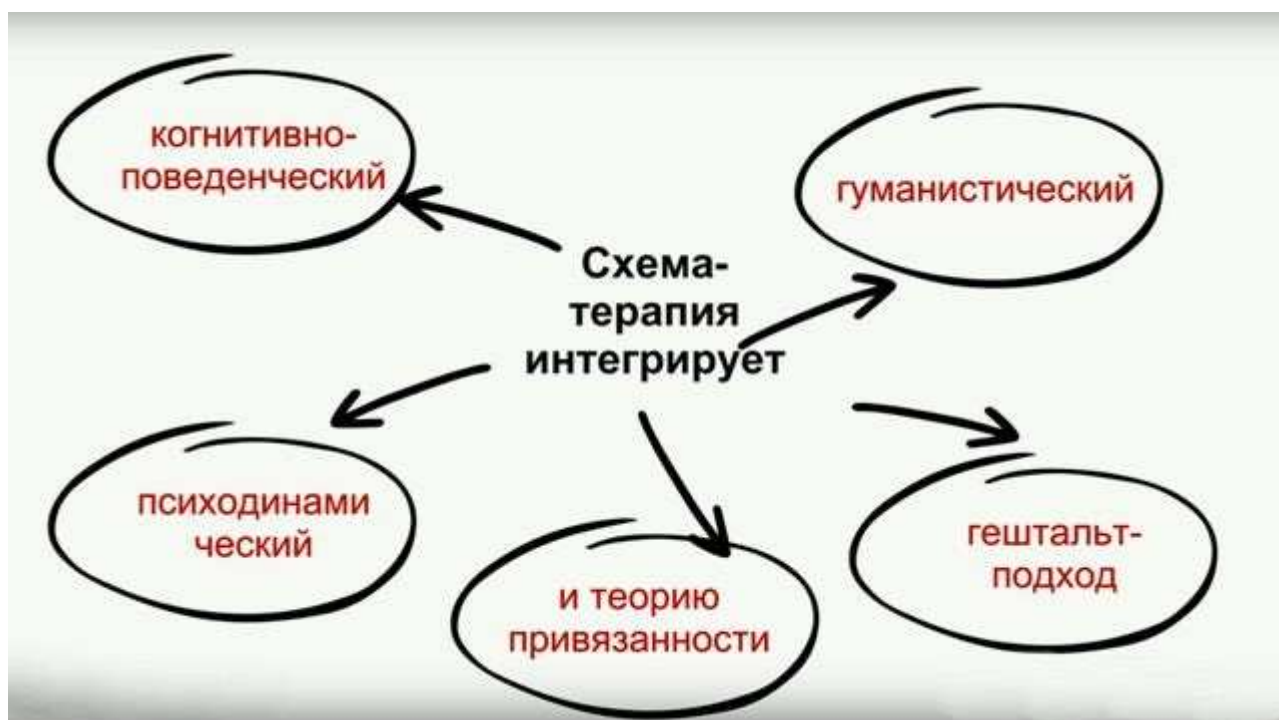 когнитивно-
поведенческий
гуманистический
Схема-
терапия
интегрирует
психодинами
ческий
и теорию
привязанности
гештальт-
подход